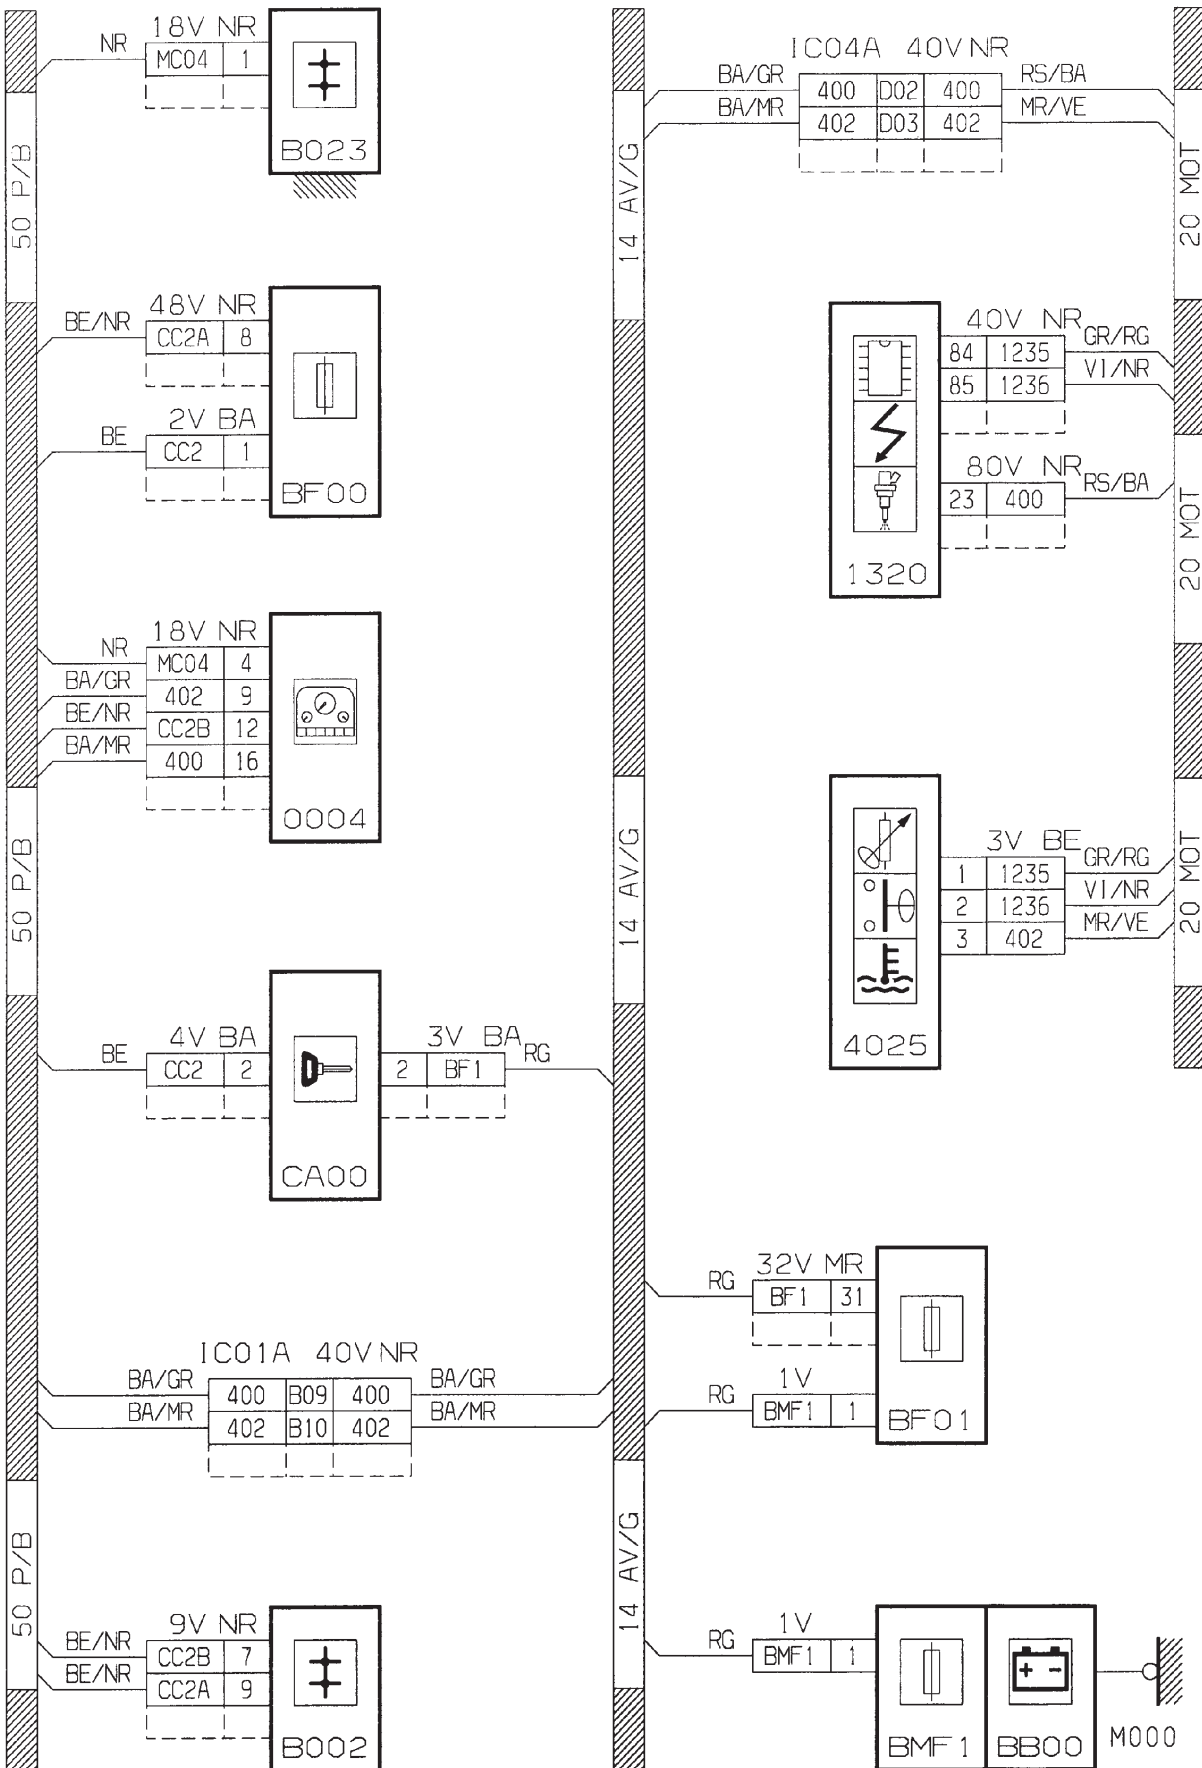 50 P/B
18V NR
NR MC04 1
B023
48V NR
BE/NR CC2A 8
2V BA
BE CC2 1
BF00
18V NR
NR MC04 4
BA/GR 402 9
BE/NR CC2B 12
BA/MR 400 16
0004
50 P/B
4V BA
BE CC2 2
CA00
3V BA
2 BF1 RG
IC01A 40V NR
BA/GR 400 B09 400 BA/GR
BA/MR 402 B10 402 BA/MR
50 P/B
9V NR
BE/NR CC2B 7
BE/NR CC2A 9
B002
14 AV/G
IC04A 40V NR
BA/GR 400 D02 400 RS/BA
BA/MR 402 D03 402 MR/VE
20 MOT
40V NR
84 1235 GR/RG
85 1236 VI/NR
80V NR
23 400 RS/BA
1320
20 MOT
14 AV/G
3V BE
1 1235 GR/RG
2 1236 VI/NR
3 402 MR/VE
4025
20 MOT
32V MR
RG BF1 31
1V
RG BMF1 1
BF01
14 AV/G
1V
RG BMF1 1
BMF1
+ -
BB00
M000